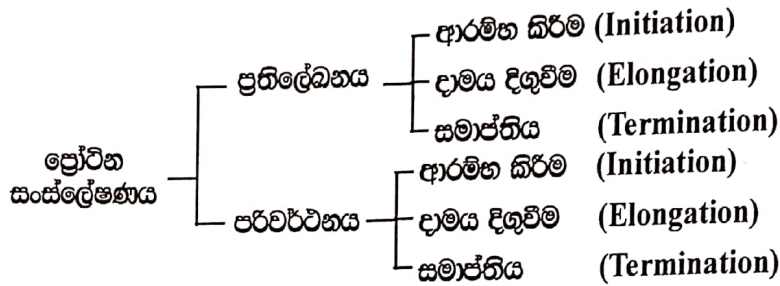 ආරම්භ කිරීම (Initiation)
ප්‍රතිලේඛනය
දාමය දිගුවීම (Elongation)
සමාප්තිය (Termination)
ප්‍රෝටීන
සංස්ලේෂණය
ආරම්භ කිරීම (Initiation)
පරිවර්ථනය
දාමය දිගුවීම (Elongation)
සමාප්තිය (Termination)